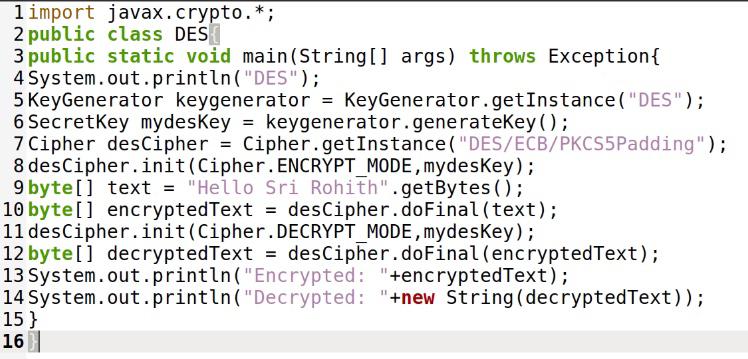 1 import javax.crypto.*;
2 public class DES{
3 public static void main(String[] args) throws Exception{
4 System.out.println("DES");
5 KeyGenerator keygenerator = KeyGenerator.getInstance("DES");
6 SecretKey mydesKey = keygenerator.generateKey();
7 Cipher desCipher = Cipher.getInstance("DES/ECB/PKCS5Padding");
8 desCipher.init(Cipher.ENCRYPT_MODE,mydesKey);
9 byte[] text = "Hello Sri Rohith".getBytes();
10 byte[] encryptedText = desCipher.doFinal(text);
11 desCipher.init(Cipher.DECRYPT_MODE,mydesKey);
12 byte[] decryptedText = desCipher.doFinal(encryptedText);
13 System.out.println("Encrypted: "+encryptedText);
14 System.out.println("Decrypted: "+new String(decryptedText));
15 }
16 }